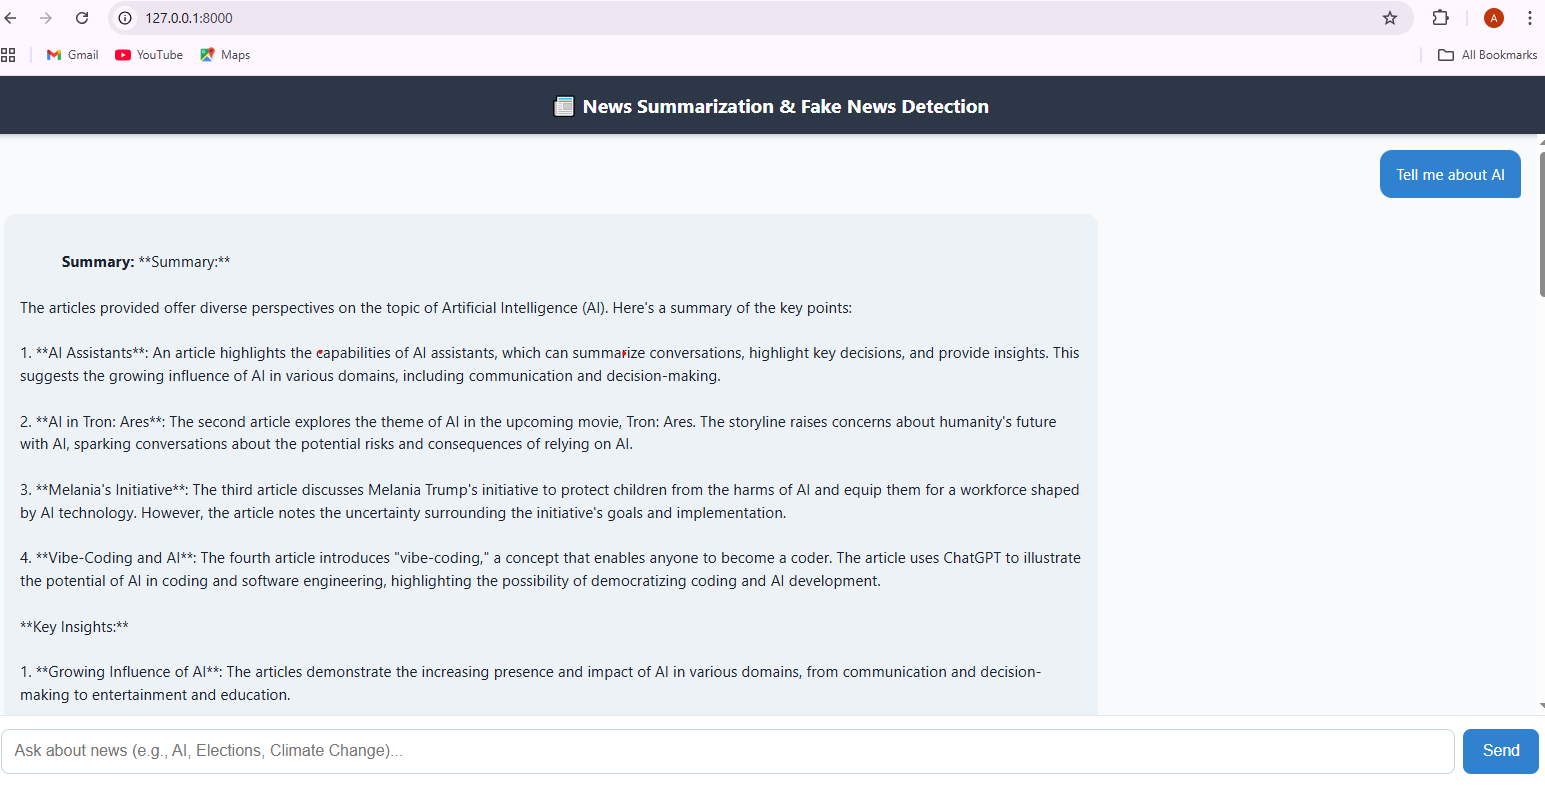 127.0.0.1:8000
A
Gmail
YouTube
Maps
All Bookmarks
News Summarization & Fake News Detection
Tell me about AI
Summary: **Summary:**
The articles provided offer diverse perspectives on the topic of Artificial Intelligence (AI). Here's a summary of the key points:
1. **AI Assistants**: An article highlights the capabilities of AI assistants, which can summarize conversations, highlight key decisions, and provide insights. This
suggests the growing influence of AI in various domains, including communication and decision-making.
2. **AI in Tron: Ares**: The second article explores the theme of AI in the upcoming movie, Tron: Ares. The storyline raises concerns about humanity's future
with AI, sparking conversations about the potential risks and consequences of relying on AI.
3. **Melania's Initiative**: The third article discusses Melania Trump's initiative to protect children from the harms of AI and equip them for a workforce shaped
by AI technology. However, the article notes the uncertainty surrounding the initiative's goals and implementation.
4. **Vibe-Coding and AI**: The fourth article introduces "vibe-coding," a concept that enables anyone to become a coder. The article uses ChatGPT to illustrate
the potential of AI in coding and software engineering, highlighting the possibility of democratizing coding and AI development.
**Key Insights:**
1. **Growing Influence of AI**: The articles demonstrate the increasing presence and impact of AI in various domains, from communication and decision-
making to entertainment and education.
Ask about news (e.g., AI, Elections, Climate Change)...
Send